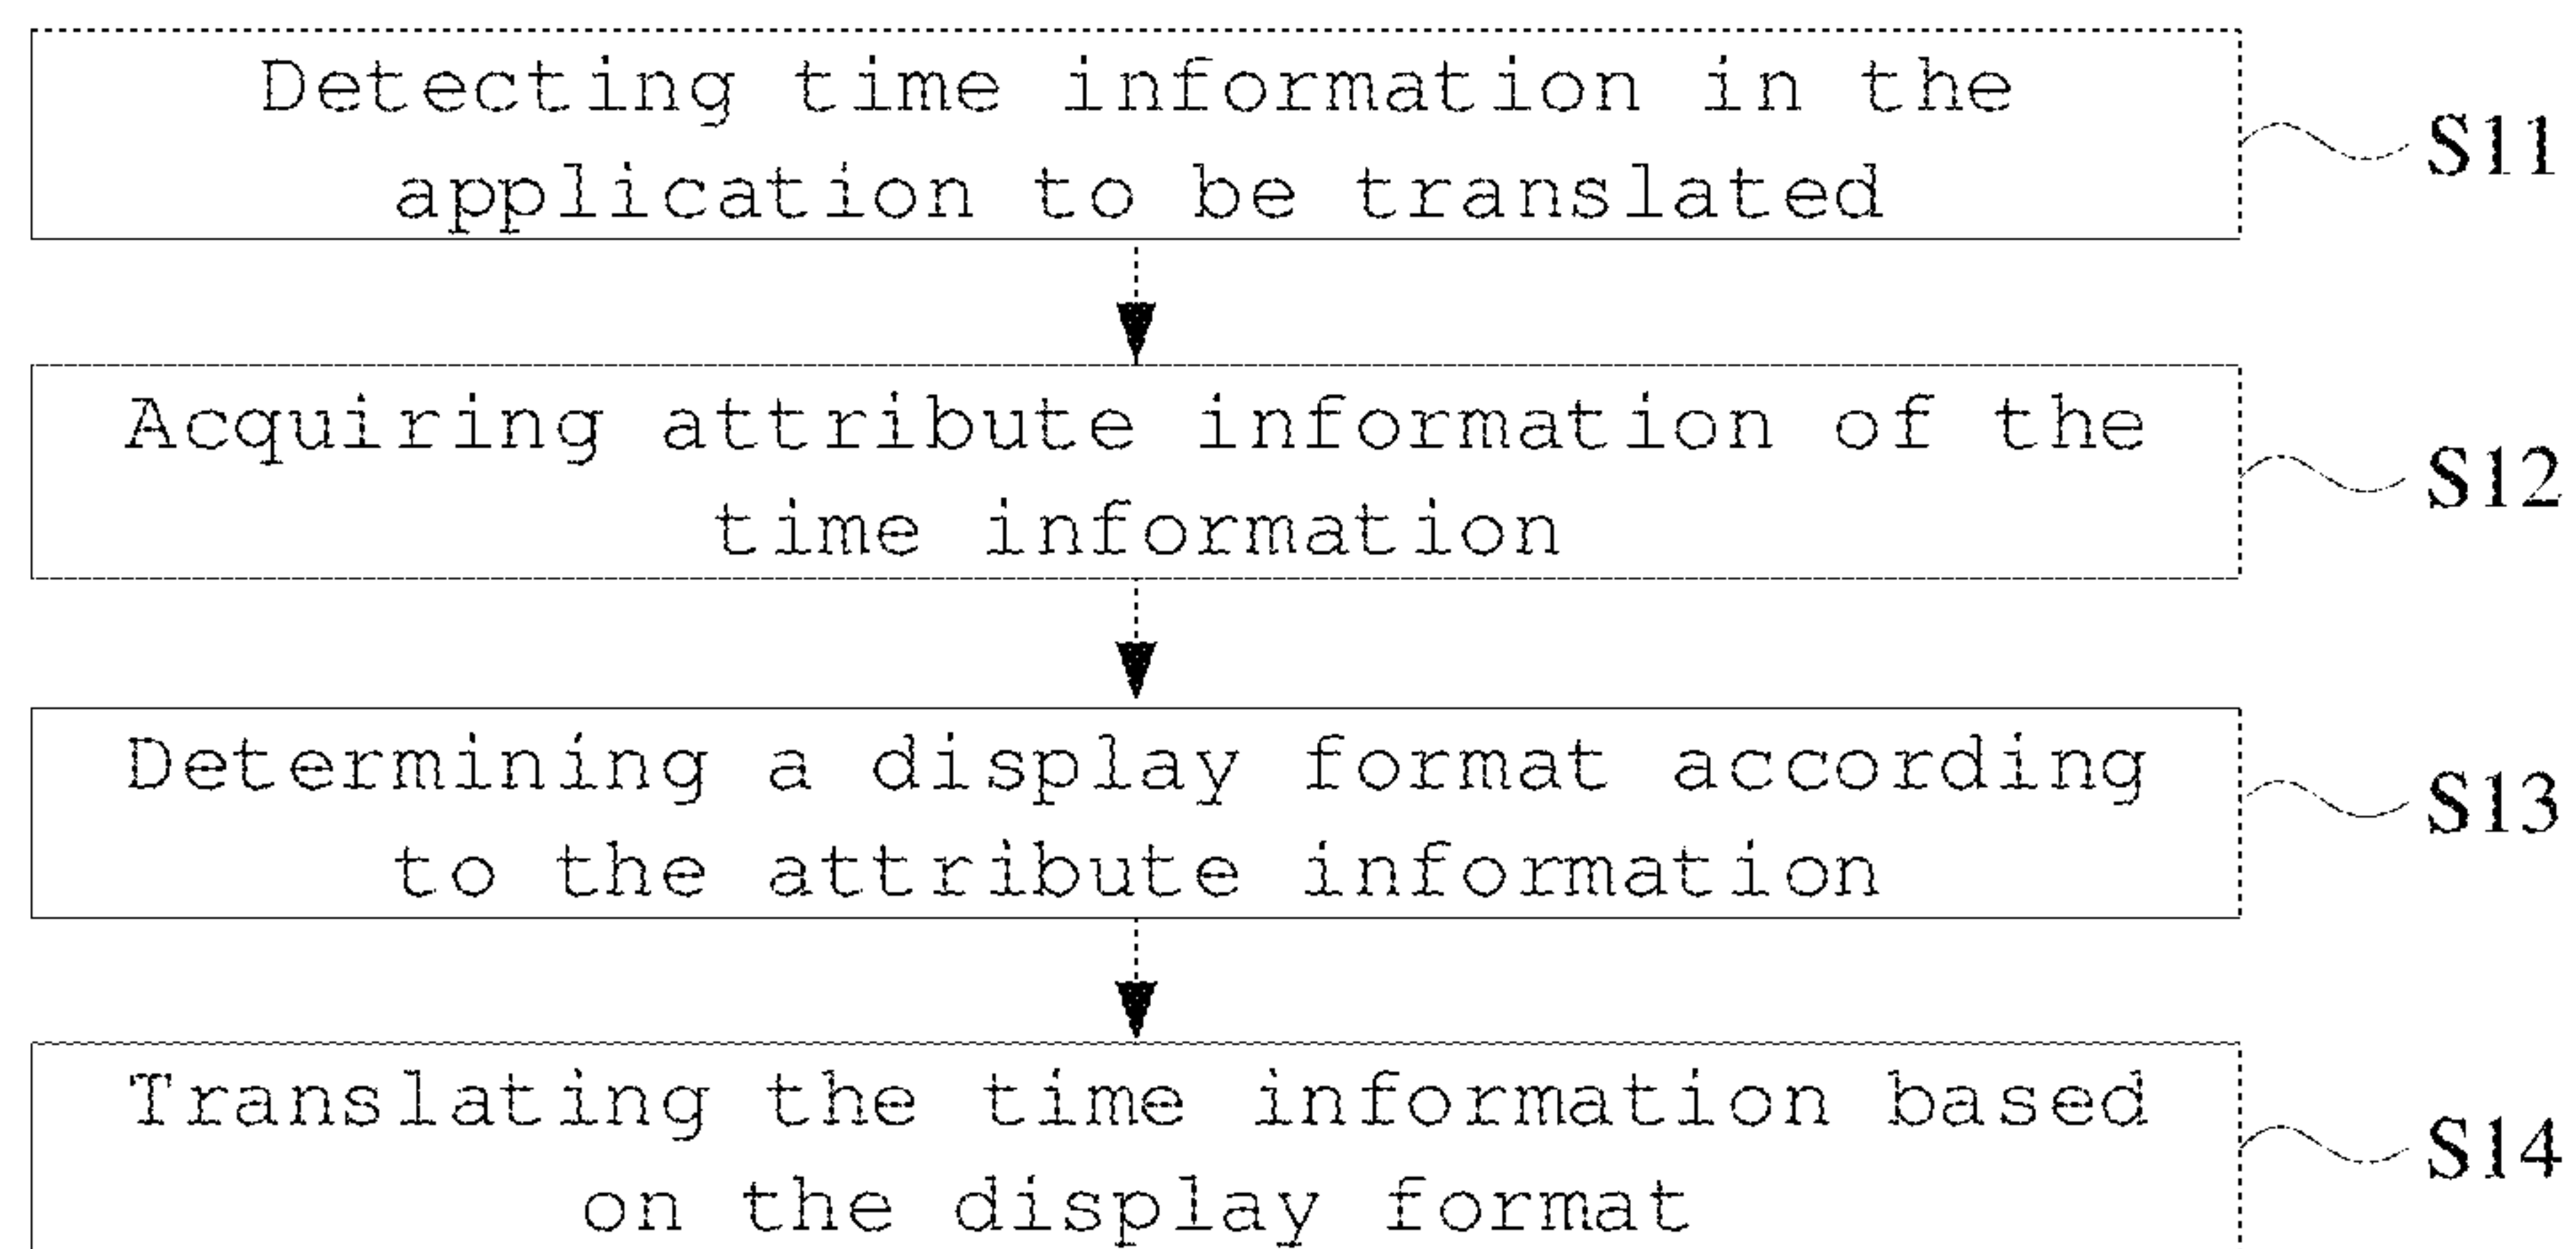 Detecting time information in the
application to be translated
S11
Acquiring attribute information of the
time information
S12
Determining a display format according
to the attribute information
S13
Translating the time information based
on the display format
S14